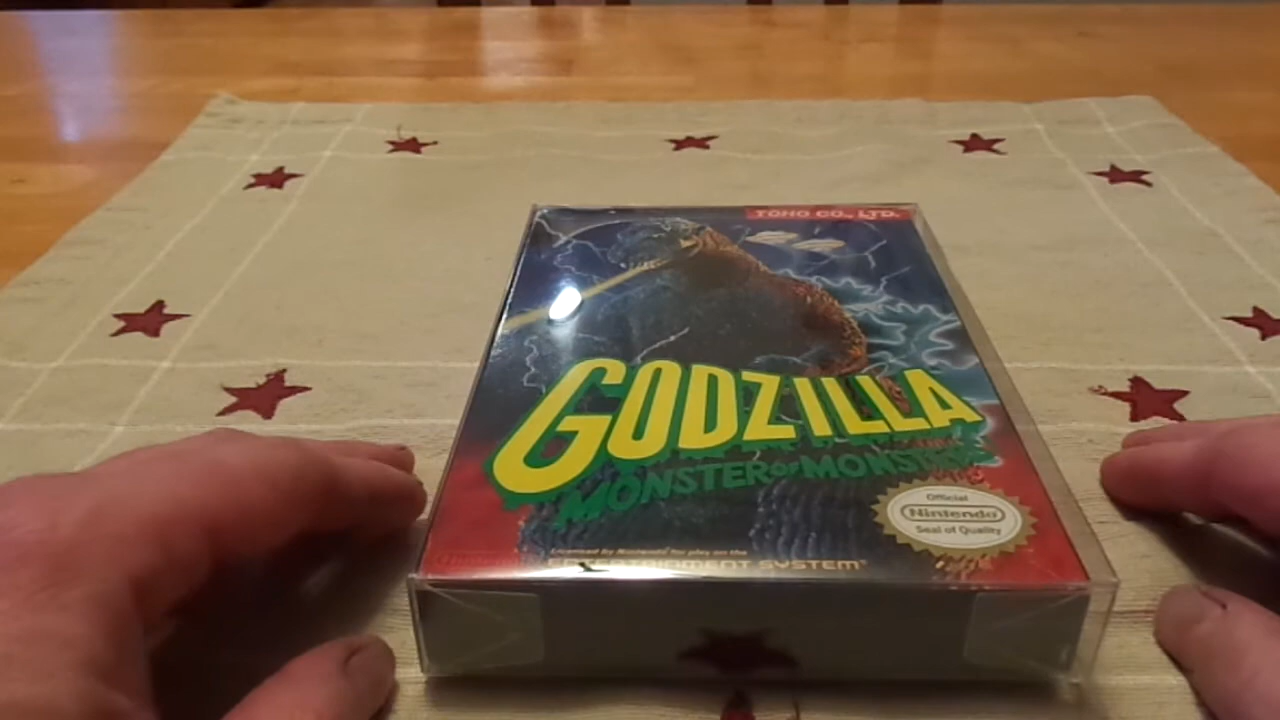 TOHO CO., LTD.
GODZILLA
MONSTER OF MONSTERS
Official
Nintendo
Seal of Quality
Licensed by Nintendo for play on the
ENTERTAINMENT SYSTEM